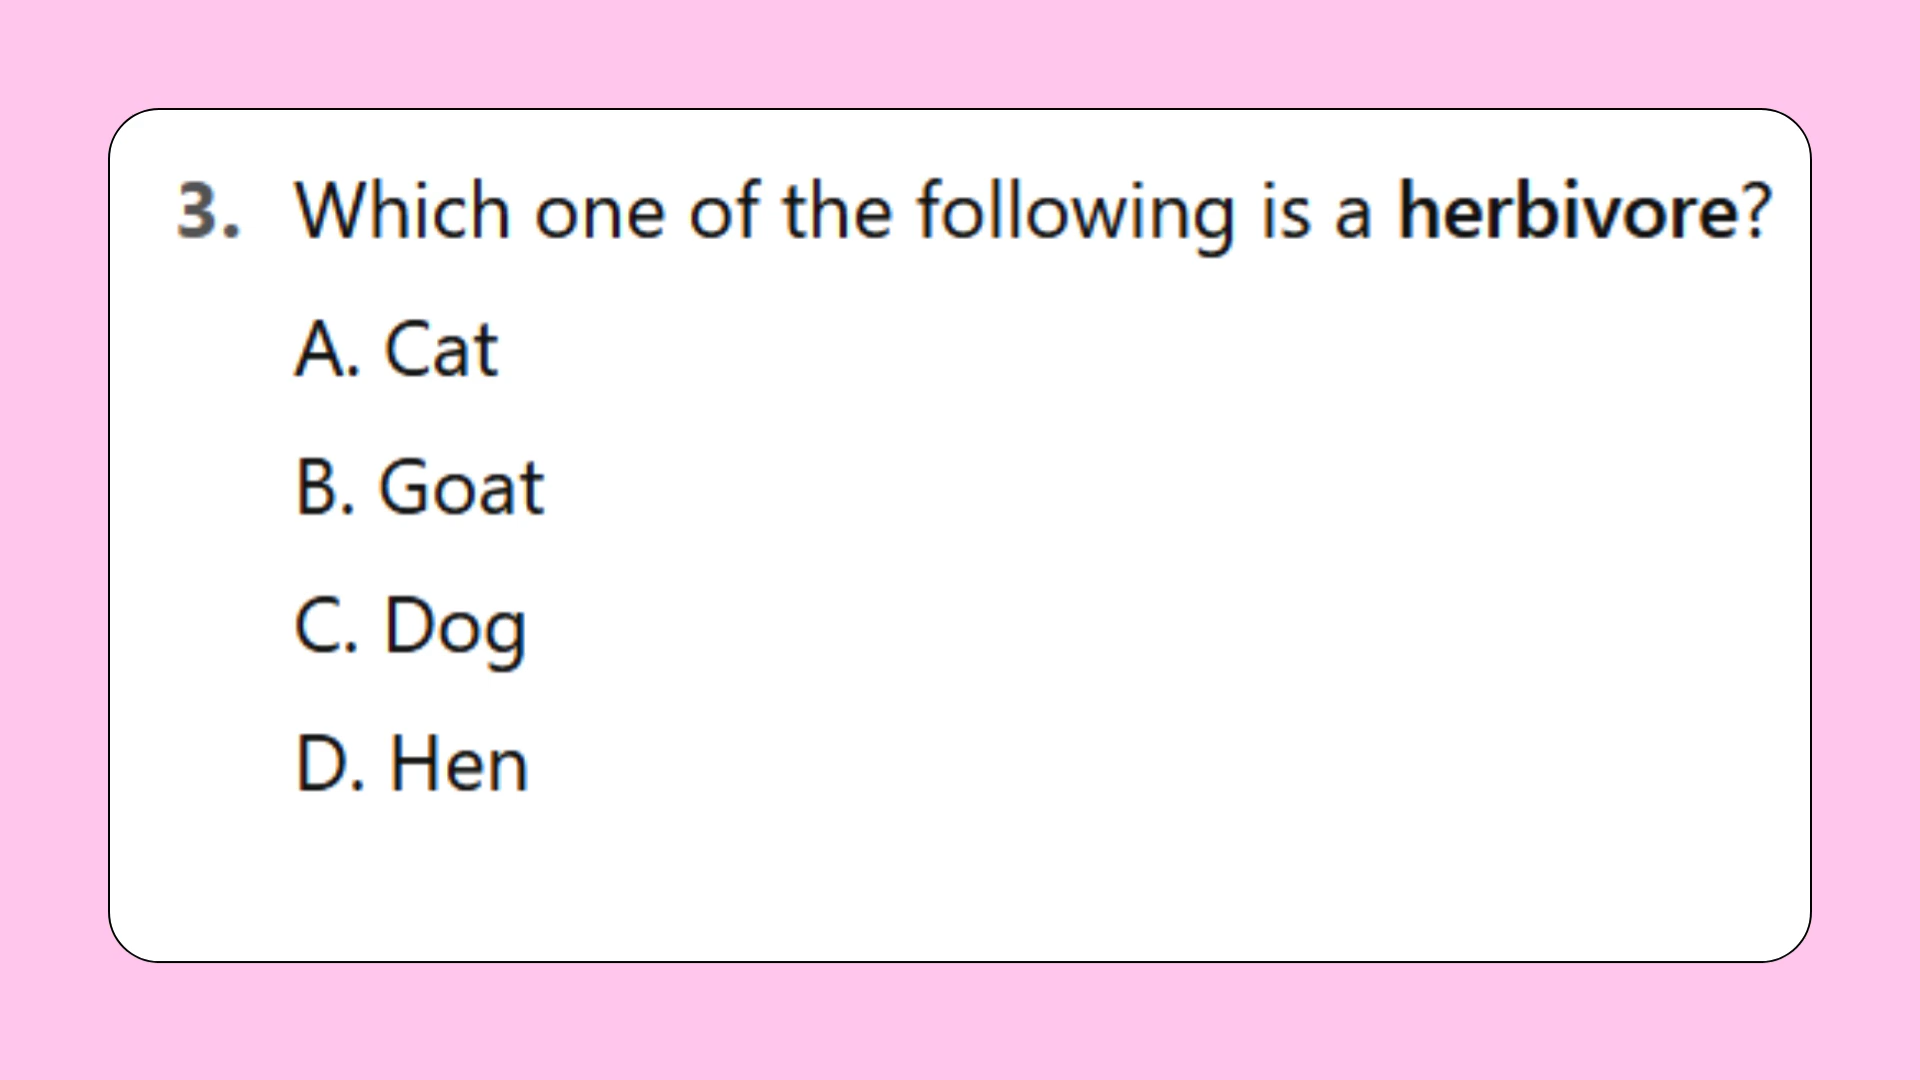 3. Which one of the following is a herbivore?
A. Cat
B. Goat
C. Dog
D. Hen